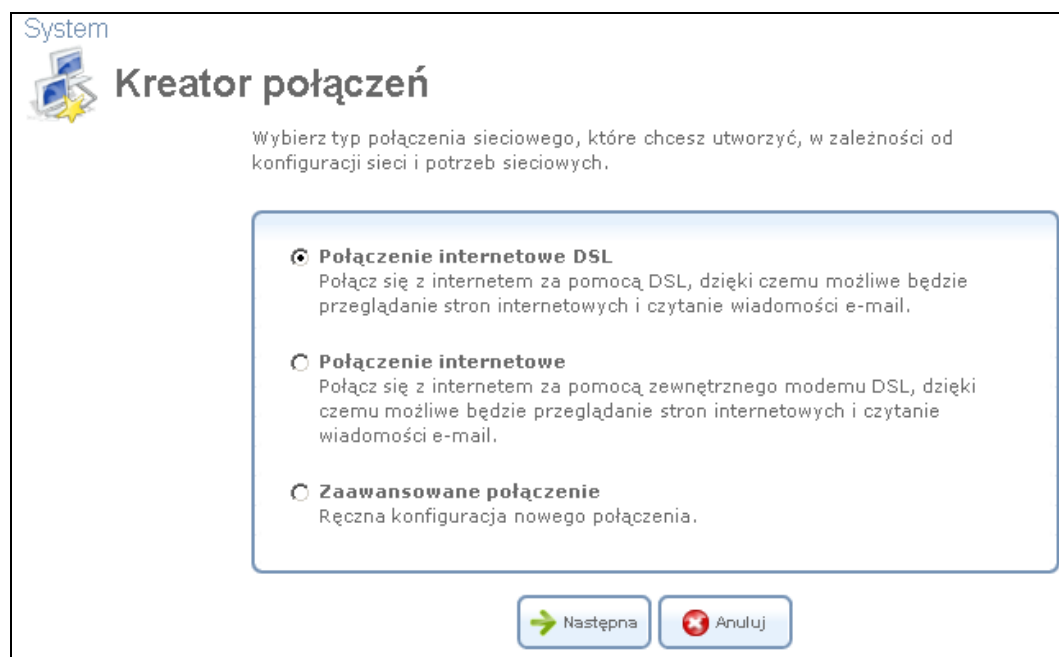 System
Kreator połączeń
Wybierz typ połączenia sieciowego, które chcesz utworzyć, w zależności od
konfiguracji sieci i potrzeb sieciowych.
Połączenie internetowe DSL
Połącz się z internetem za pomocą DSL, dzięki czemu możliwe będzie
przeglądanie stron internetowych i czytanie wiadomości e-mail.
Połączenie internetowe
Połącz się z internetem za pomocą zewnętrznego modemu DSL, dzięki
czemu możliwe będzie przeglądanie stron internetowych i czytanie
wiadomości e-mail.
Zaawansowane połączenie
Ręczna konfiguracja nowego połączenia.
Następna
Anuluj